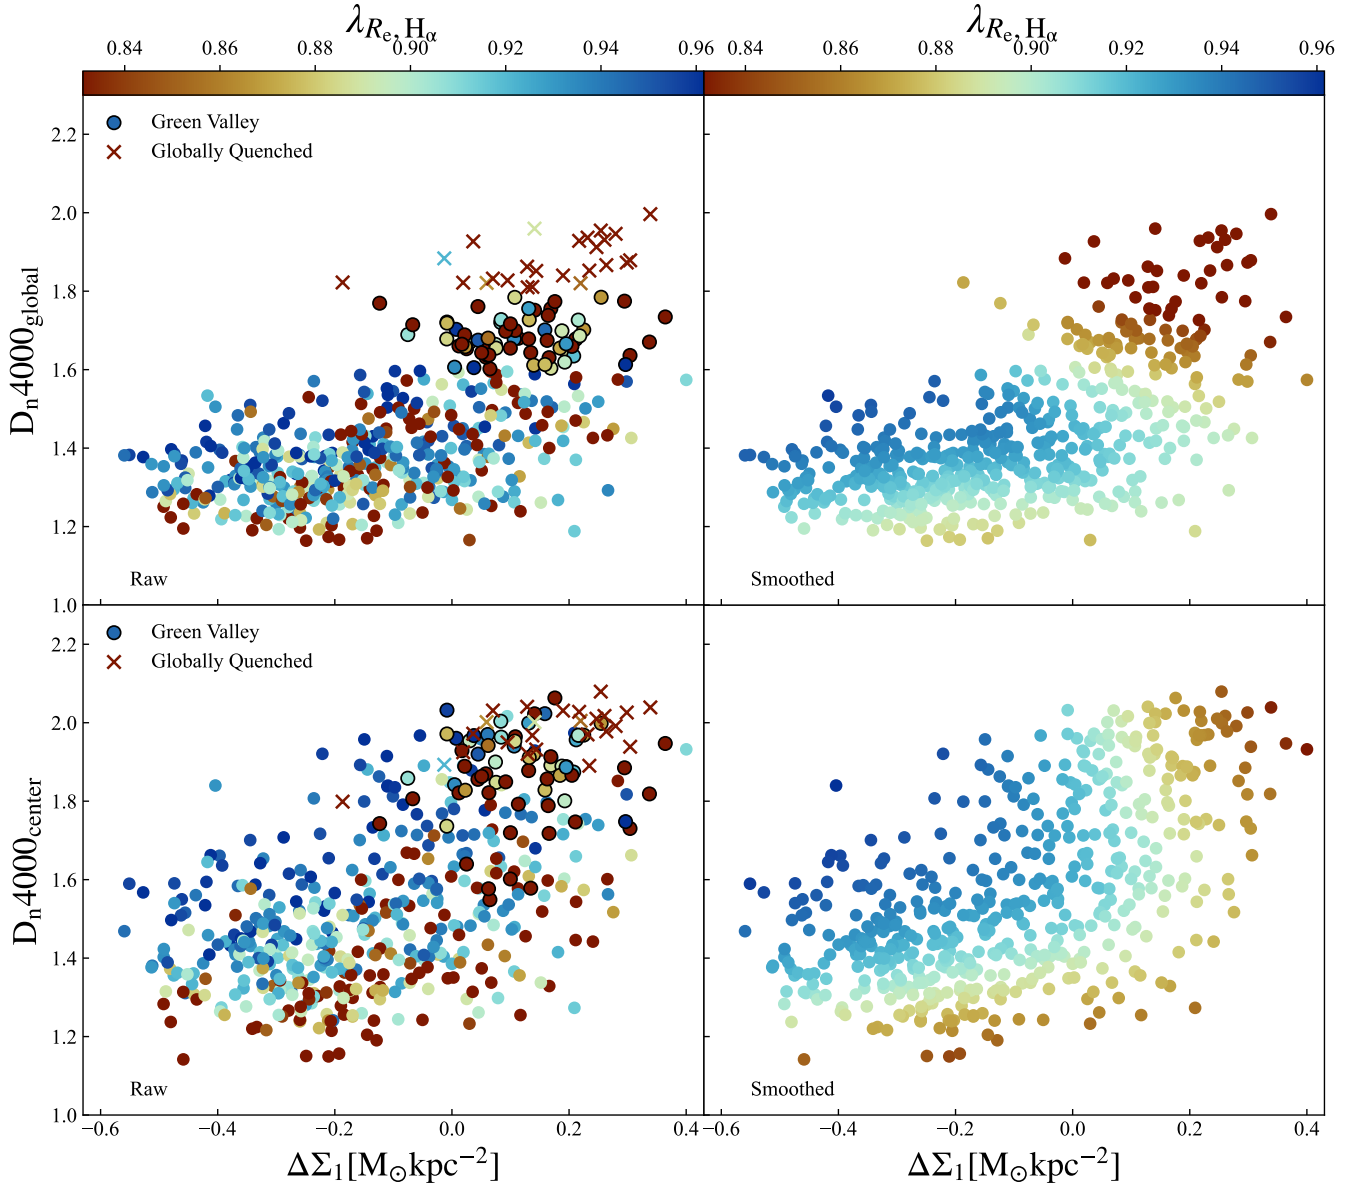 λRe,Hα λRe,Hα
0.84 0.86 0.88 0.90 0.92 0.94 0.96 0.84 0.86 0.88 0.90 0.92 0.94 0.96
Green Valley
Globally Quenched
2.2
2.0
1.8
1.6
1.4
1.2
1.0
Dn4000global
Raw
Smoothed
Green Valley
Globally Quenched
2.2
2.0
1.8
1.6
1.4
1.2
1.0
Dn4000center
Raw
Smoothed
−0.6 −0.4 −0.2 0.0 0.2 0.4 −0.6 −0.4 −0.2 0.0 0.2 0.4
ΔΣ1[M⊙kpc−2] ΔΣ1[M⊙kpc−2]